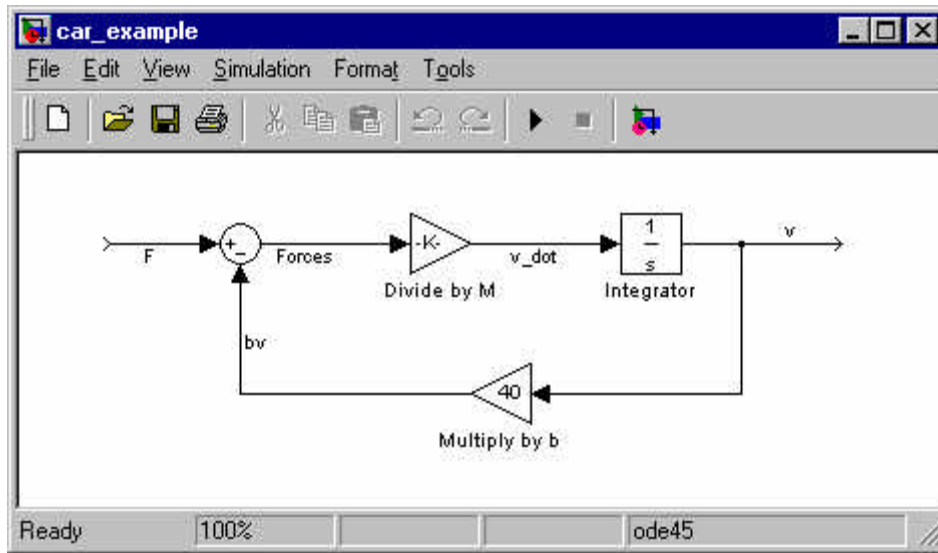 car_example
File Edit View Simulation Format Tools
F
+
-
Forces
-K-
Divide by M
v_dot
1
s
Integrator
v
bv
40
Multiply by b
Ready 100% ode45